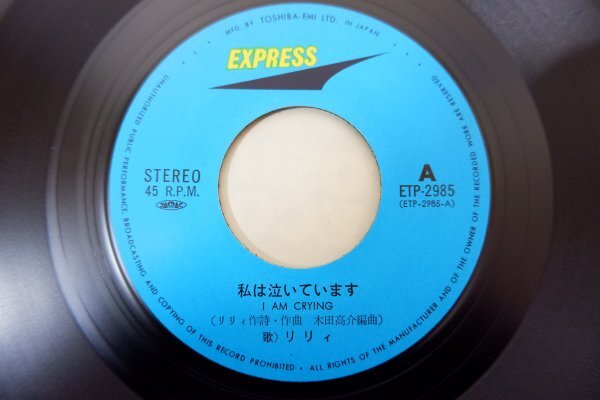 MFD. BY TOSHIBA-EMI LTD. IN JAPAN
EXPRESS
STEREO
45 R.P.M.
JASRAC
A
ETP-2985
(ETP-2985-A)
私は泣いています
I AM CRYING
(リリィ作詩・作曲 木田高介編曲)
歌) リリィ
UNAUTHORIZED PUBLIC PERFORMANCE, BROADCASTING AND COPYING OF THIS RECORD PROHIBITED • ALL RIGHTS OF THE MANUFACTURER AND OF THE OWNER OF THE RECORDED WORK ARE RESERVED